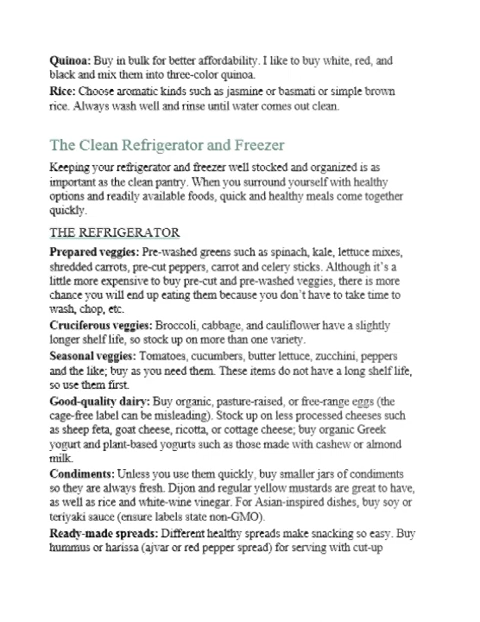 Quinoa: Buy in bulk for better affordability. I like to buy white, red, and
black and mix them into three-color quinoa.
Rice: Choose aromatic kinds such as jasmine or basmati or simple brown
rice. Always wash well and rinse until water comes out clean.
The Clean Refrigerator and Freezer
Keeping your refrigerator and freezer well stocked and organized is as
important as the clean pantry. When you surround yourself with healthy
options and readily available foods, quick and healthy meals come together
quickly.
THE REFRIGERATOR
Prepared veggies: Pre-washed greens such as spinach, kale, lettuce mixes,
shredded carrots, pre-cut peppers, carrot and celery sticks. Although it’s a
little more expensive to buy pre-cut and pre-washed veggies, there is more
chance you will end up eating them because you don’t have to take time to
wash, chop, etc.
Cruciferous veggies: Broccoli, cabbage, and cauliflower have a slightly
longer shelf life, so stock up on more than one variety.
Seasonal veggies: Tomatoes, cucumbers, butter lettuce, zucchini, peppers
and the like; buy as you need them. These items do not have a long shelf life,
so use them first.
Good-quality dairy: Buy organic, pasture-raised, or free-range eggs (the
cage-free label can be misleading). Stock up on less processed cheeses such
as sheep feta, goat cheese, ricotta, or cottage cheese; buy organic Greek
yogurt and plant-based yogurts such as those made with cashew or almond
milk.
Condiments: Unless you use them quickly, buy smaller jars of condiments
so they are always fresh. Dijon and regular yellow mustards are great to have,
as well as rice and white-wine vinegar. For Asian-inspired dishes, buy soy or
teriyaki sauce (ensure labels state non-GMO).
Ready-made spreads: Different healthy spreads make snacking so easy. Buy
hummus or harissa (ajvar or red pepper spread) for serving with cut-up